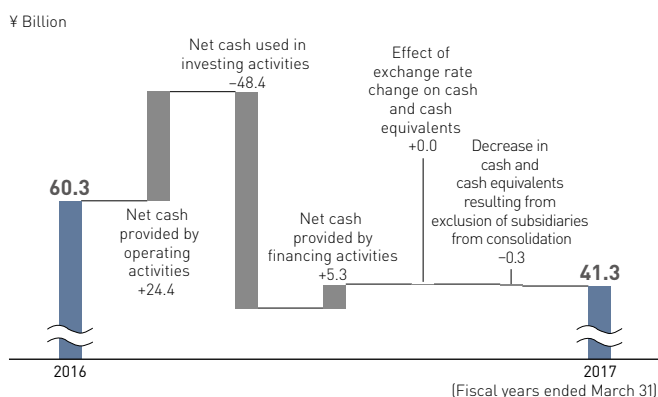 ¥ Billion
60.3
Net cash
provided by
operating
activities
+24.4
Net cash used in
investing activities
–48.4
Net cash
provided by
financing activities
+5.3
Effect of
exchange rate
change on cash
and cash
equivalents
+0.0
Decrease in
cash and
cash equivalents
resulting from
exclusion of subsidiaries
from consolidation
–0.3
41.3
2016
2017
(Fiscal years ended March 31)